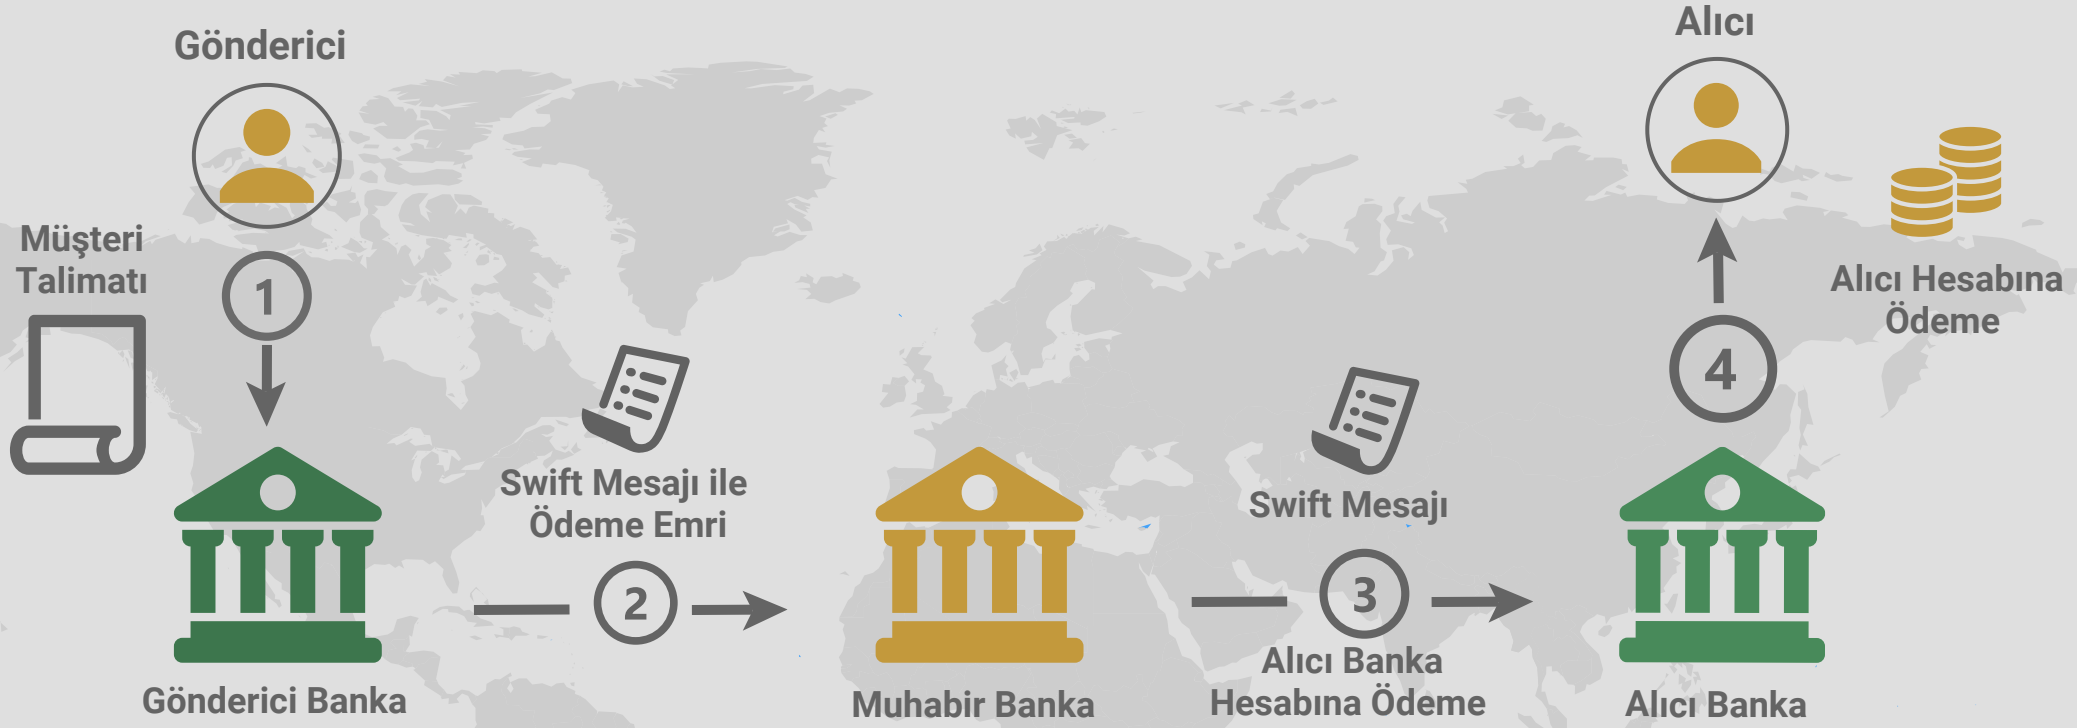 Gönderici
Müşteri
Talimatı
1
Gönderici Banka
Swift Mesajı ile
Ödeme Emri
2
Muhabir Banka
Swift Mesajı
3
Alıcı Banka
Hesabına Ödeme
Alıcı Banka
4
Alıcı
Alıcı Hesabına
Ödeme